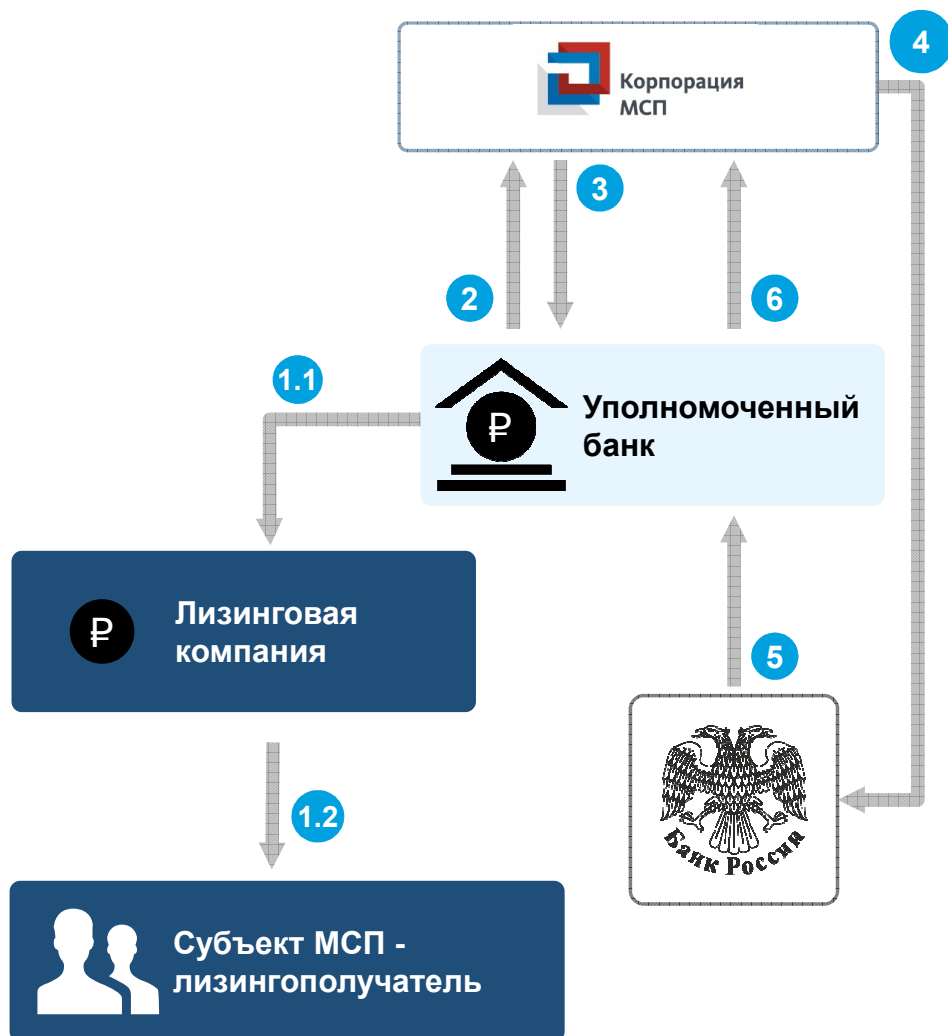 4
Корпорация
МСП
3
2
6
1.1
₽
Уполномоченный
банк
₽
Лизинговая
компания
5
1.2
Банк России
Субъект МСП -
лизингополучатель